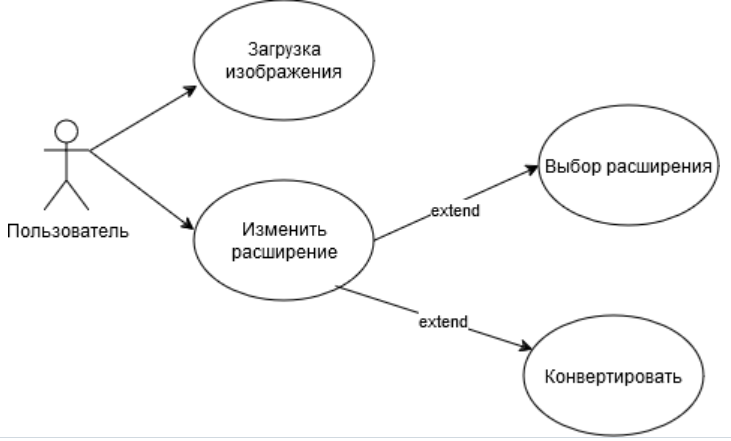 Загрузка
изображения
Пользователь
Изменить
расширение
extend
Выбор расширения
extend
Конвертировать